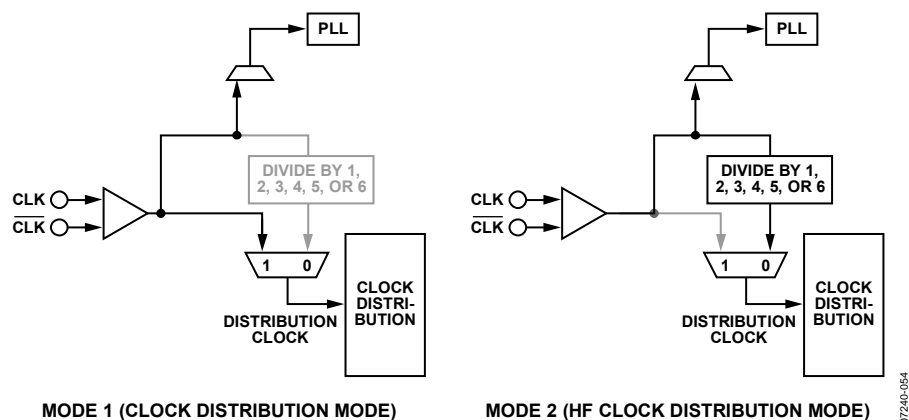 PLL
DIVIDE BY 1,
2, 3, 4, 5, OR 6
CLK
CLK
1 0
CLOCK
DISTRI-
BUTION
DISTRIBUTION
CLOCK
MODE 1 (CLOCK DISTRIBUTION MODE)
PLL
DIVIDE BY 1,
2, 3, 4, 5, OR 6
CLK
CLK
1 0
CLOCK
DISTRI-
BUTION
DISTRIBUTION
CLOCK
MODE 2 (HF CLOCK DISTRIBUTION MODE)
07240-054